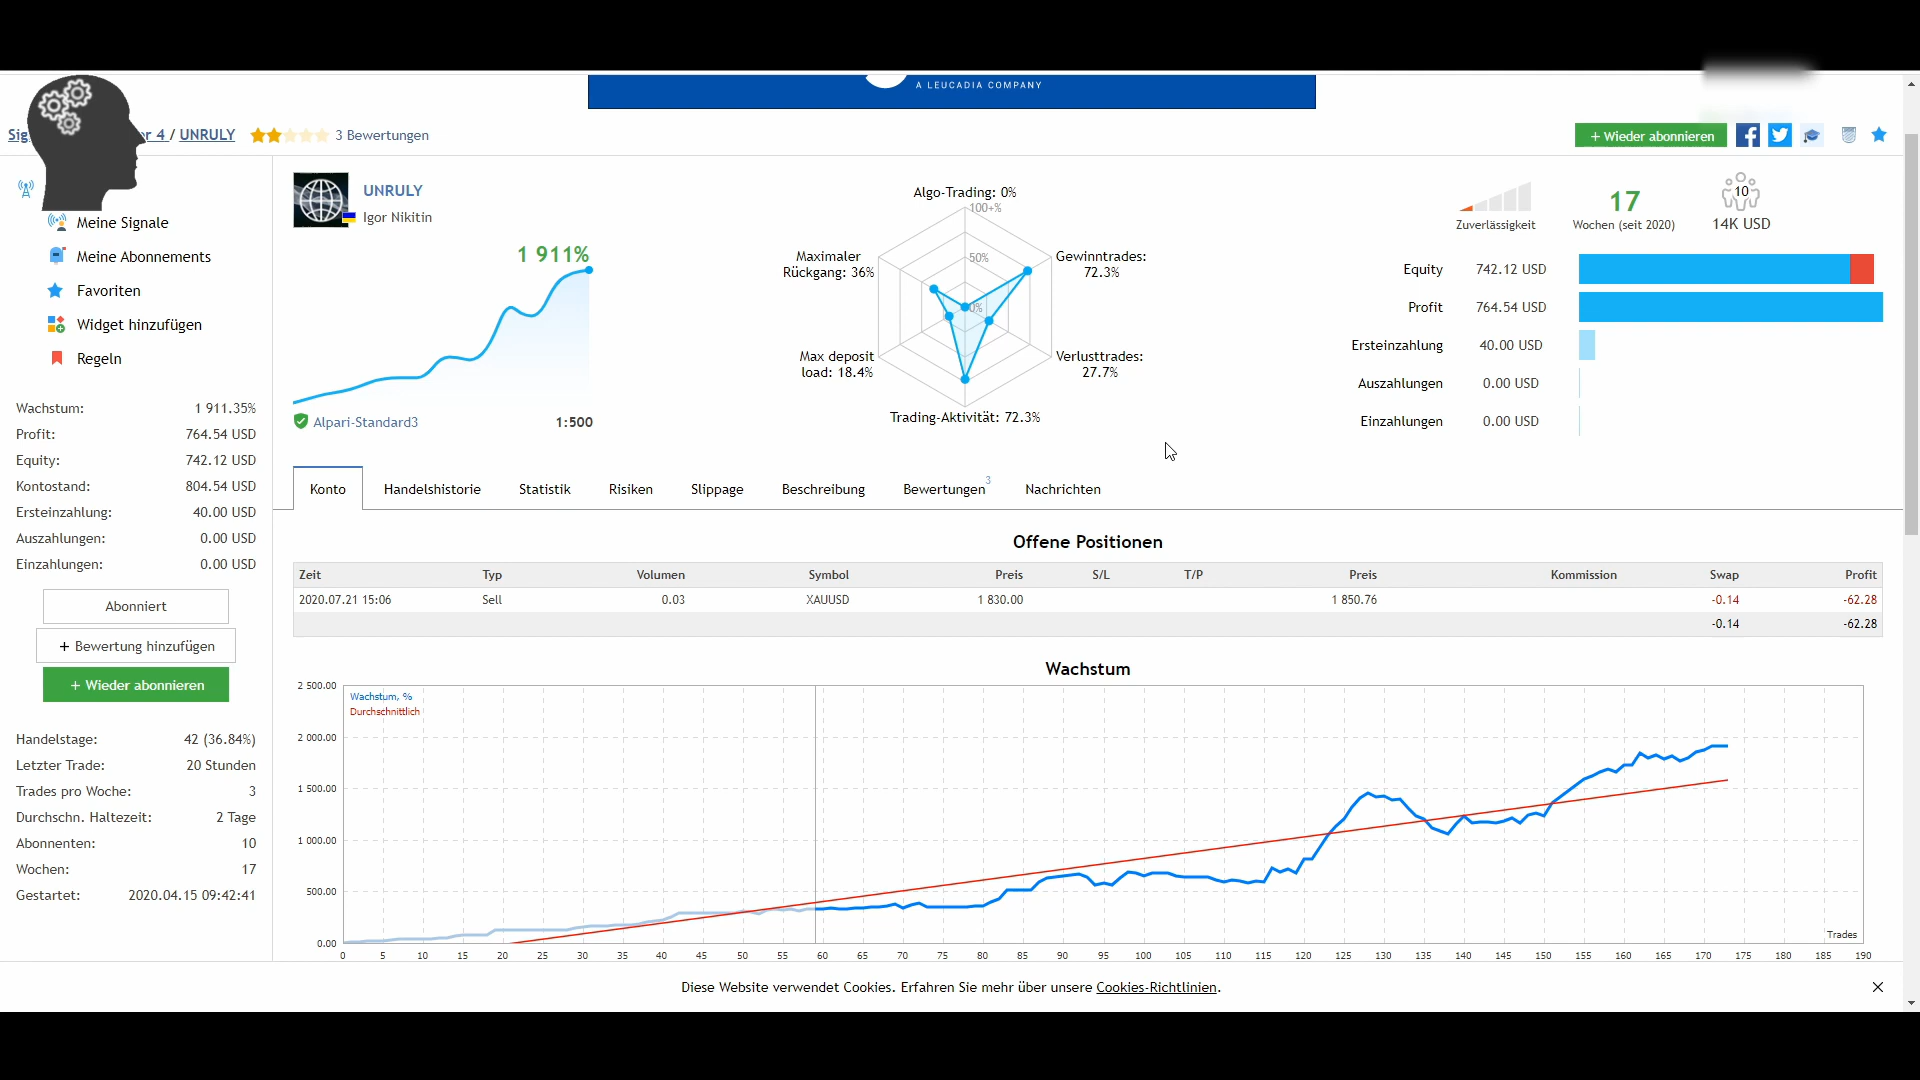 A LEUCADIA COMPANY
Sig r 4 / UNRULY 3 Bewertungen
+ Wieder abonnieren
Meine Signale
Meine Abonnements
Favoriten
Widget hinzufügen
Regeln
Wachstum: 1 911.35%
Profit: 764.54 USD
Equity: 742.12 USD
Kontostand: 804.54 USD
Ersteinzahlung: 40.00 USD
Auszahlungen: 0.00 USD
Einzahlungen: 0.00 USD
Abonniert
+ Bewertung hinzufügen
+ Wieder abonnieren
Handelstage: 42 (36.84%)
Letzter Trade: 20 Stunden
Trades pro Woche: 3
Durchschn. Haltezeit: 2 Tage
Abonnenten: 10
Wochen: 17
Gestartet: 2020.04.15 09:42:41
UNRULY
Igor Nikitin
1 911%
Alpari-Standard3 1:500
Algo-Trading: 0%
100+%
50%
0%
Maximaler
Rückgang: 36%
Gewinntrades:
72.3%
Max deposit
load: 18.4%
Verlusttrades:
27.7%
Trading-Aktivität: 72.3%
Zuverlässigkeit
17
Wochen (seit 2020)
10
14K USD
Equity 742.12 USD
Profit 764.54 USD
Ersteinzahlung 40.00 USD
Auszahlungen 0.00 USD
Einzahlungen 0.00 USD
Konto Handelshistorie Statistik Risiken Slippage Beschreibung Bewertungen 3 Nachrichten
Offene Positionen
Zeit Typ Volumen Symbol Preis S/L T/P Preis Kommission Swap Profit
2020.07.21 15:06 Sell 0.03 XAUUSD 1 830.00 1 850.76 -0.14 -62.28
-0.14 -62.28
Wachstum
Wachstum, %
Durchschnittlich
2 500.00
2 000.00
1 500.00
1 000.00
500.00
0.00
Trades
0 5 10 15 20 25 30 35 40 45 50 55 60 65 70 75 80 85 90 95 100 105 110 115 120 125 130 135 140 145 150 155 160 165 170 175 180 185 190
Diese Website verwendet Cookies. Erfahren Sie mehr über unsere Cookies-Richtlinien.